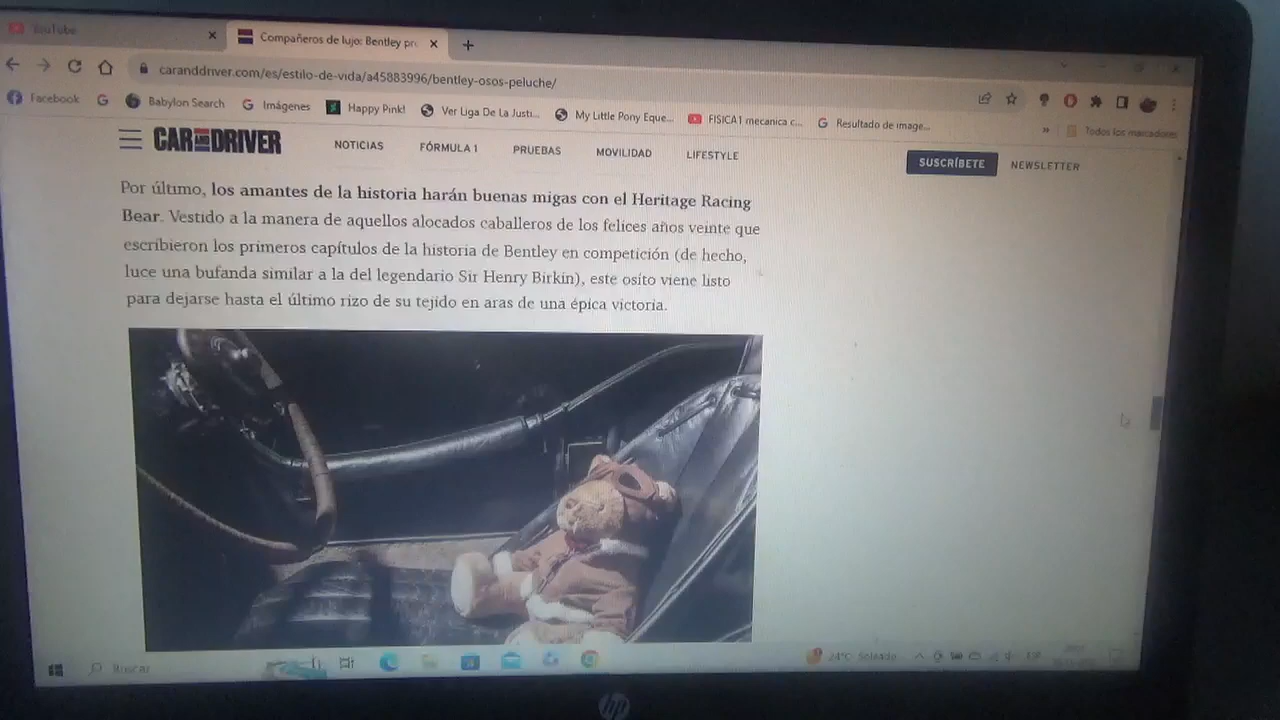 YouTube
Compañeros de lujo: Bentley pr
caranddriver.com/es/estilo-de-vida/a45883996/bentley-osos-peluche/
Facebook
Babylon Search
Imágenes
Happy Pink!
Ver Liga De La Justi...
My Little Pony Eque...
FISICA1 mecanica c...
Resultado de image...
»
Todos los marcadores
CAR AND DRIVER
NOTICIAS
FÓRMULA 1
PRUEBAS
MOVILIDAD
LIFESTYLE
SUSCRÍBETE
NEWSLETTER
Por último, los amantes de la historia harán buenas migas con el Heritage Racing
Bear. Vestido a la manera de aquellos alocados caballeros de los felices años veinte que
escribieron los primeros capítulos de la historia de Bentley en competición (de hecho,
luce una bufanda similar a la del legendario Sir Henry Birkin), este osito viene listo
para dejarse hasta el último rizo de su tejido en aras de una épica victoria.
Buscar
24°C Soleado
ESP
hp